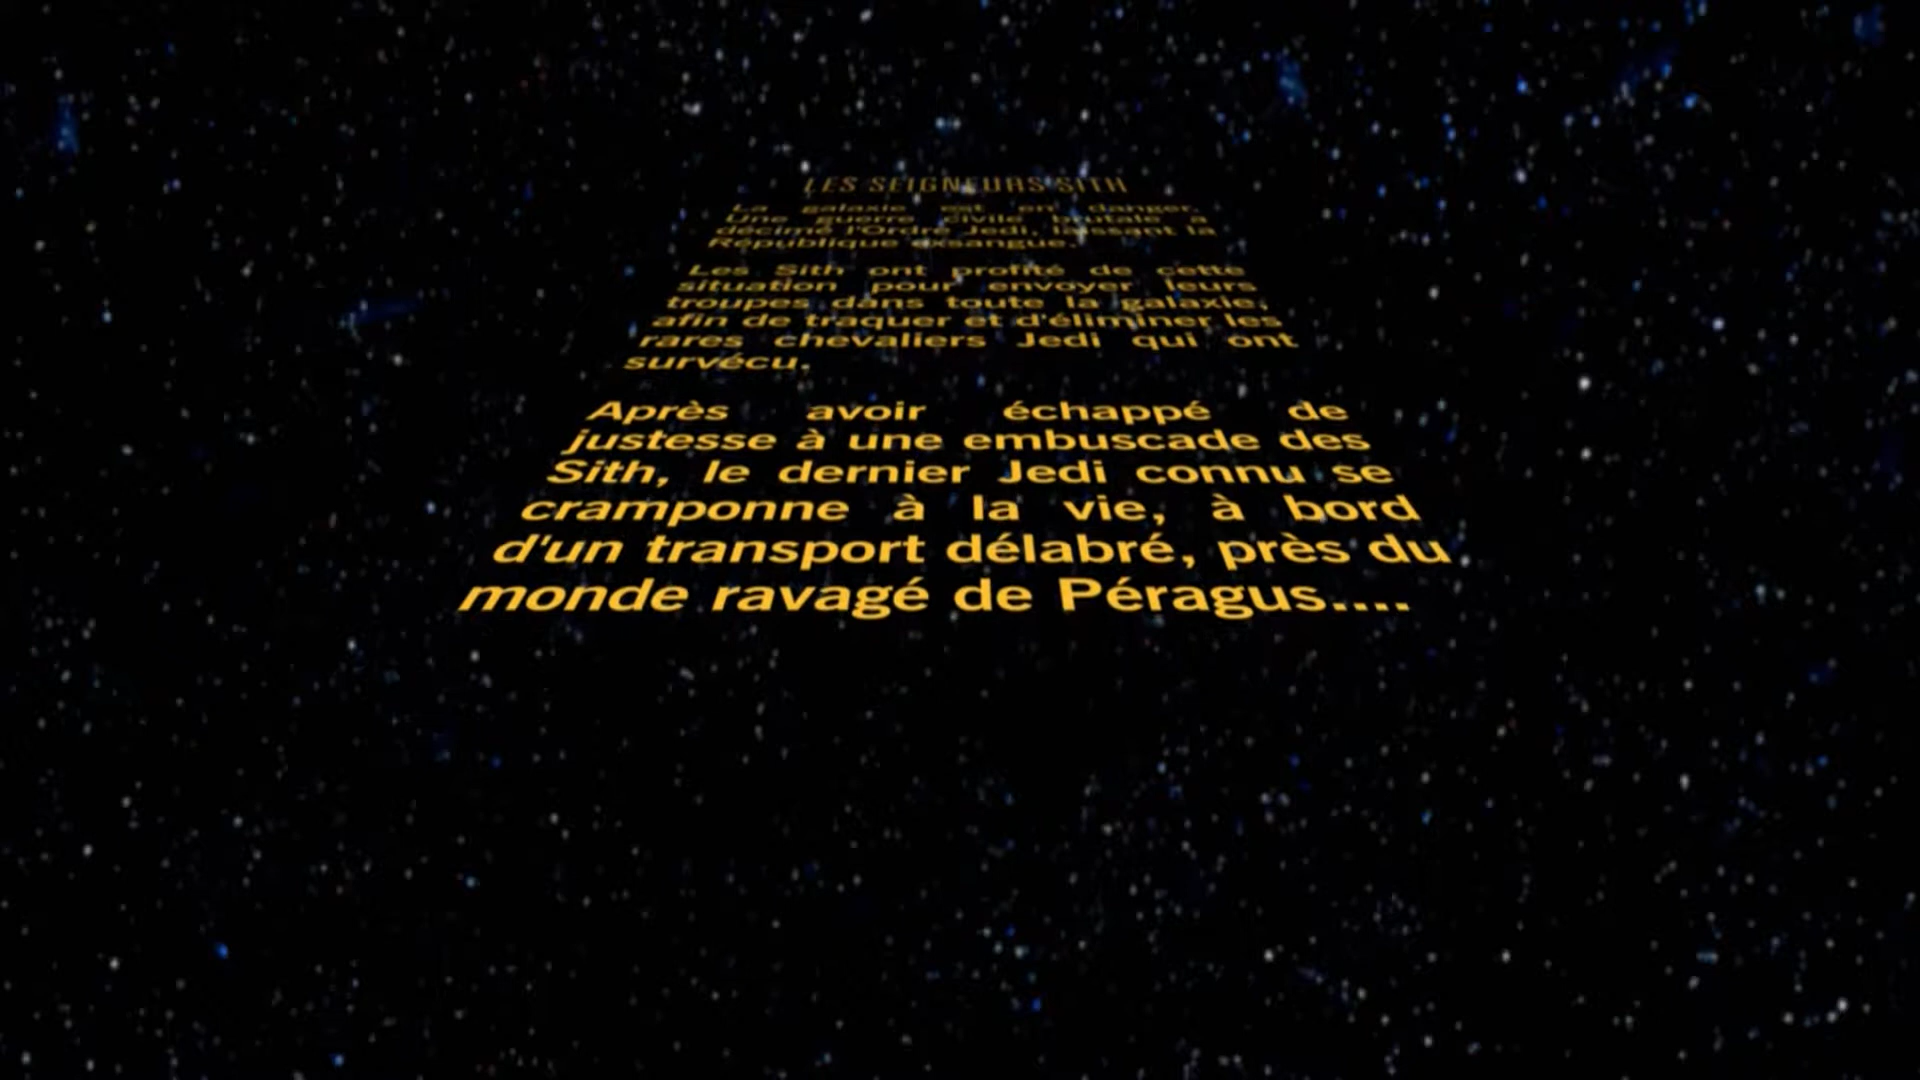 LES SEIGNEURS SITH
La galaxie est en danger.
Une guerre civile brutale a
décimé l'Ordre Jedi, laissant la
République exsangue.
Les Sith ont profité de cette
situation pour envoyer leurs
troupes dans toute la galaxie,
afin de traquer et d'éliminer les
rares chevaliers Jedi qui ont
survécu.
Après avoir échappé de
justesse à une embuscade des
Sith, le dernier Jedi connu se
cramponne à la vie, à bord
d'un transport délabré, près du
monde ravagé de Péragus....